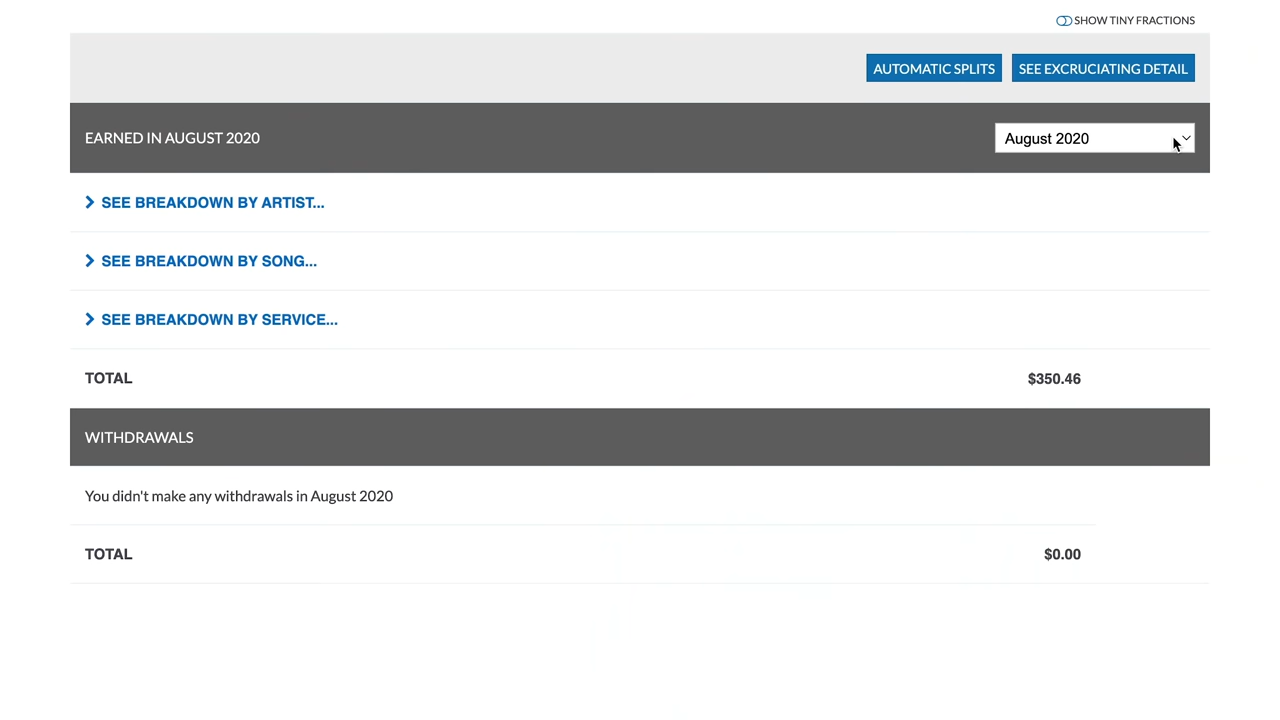 SHOW TINY FRACTIONS
AUTOMATIC SPLITS
SEE EXCRUCIATING DETAIL
EARNED IN AUGUST 2020
August 2020
SEE BREAKDOWN BY ARTIST...
SEE BREAKDOWN BY SONG...
SEE BREAKDOWN BY SERVICE...
TOTAL $350.46
WITHDRAWALS
You didn't make any withdrawals in August 2020
TOTAL $0.00